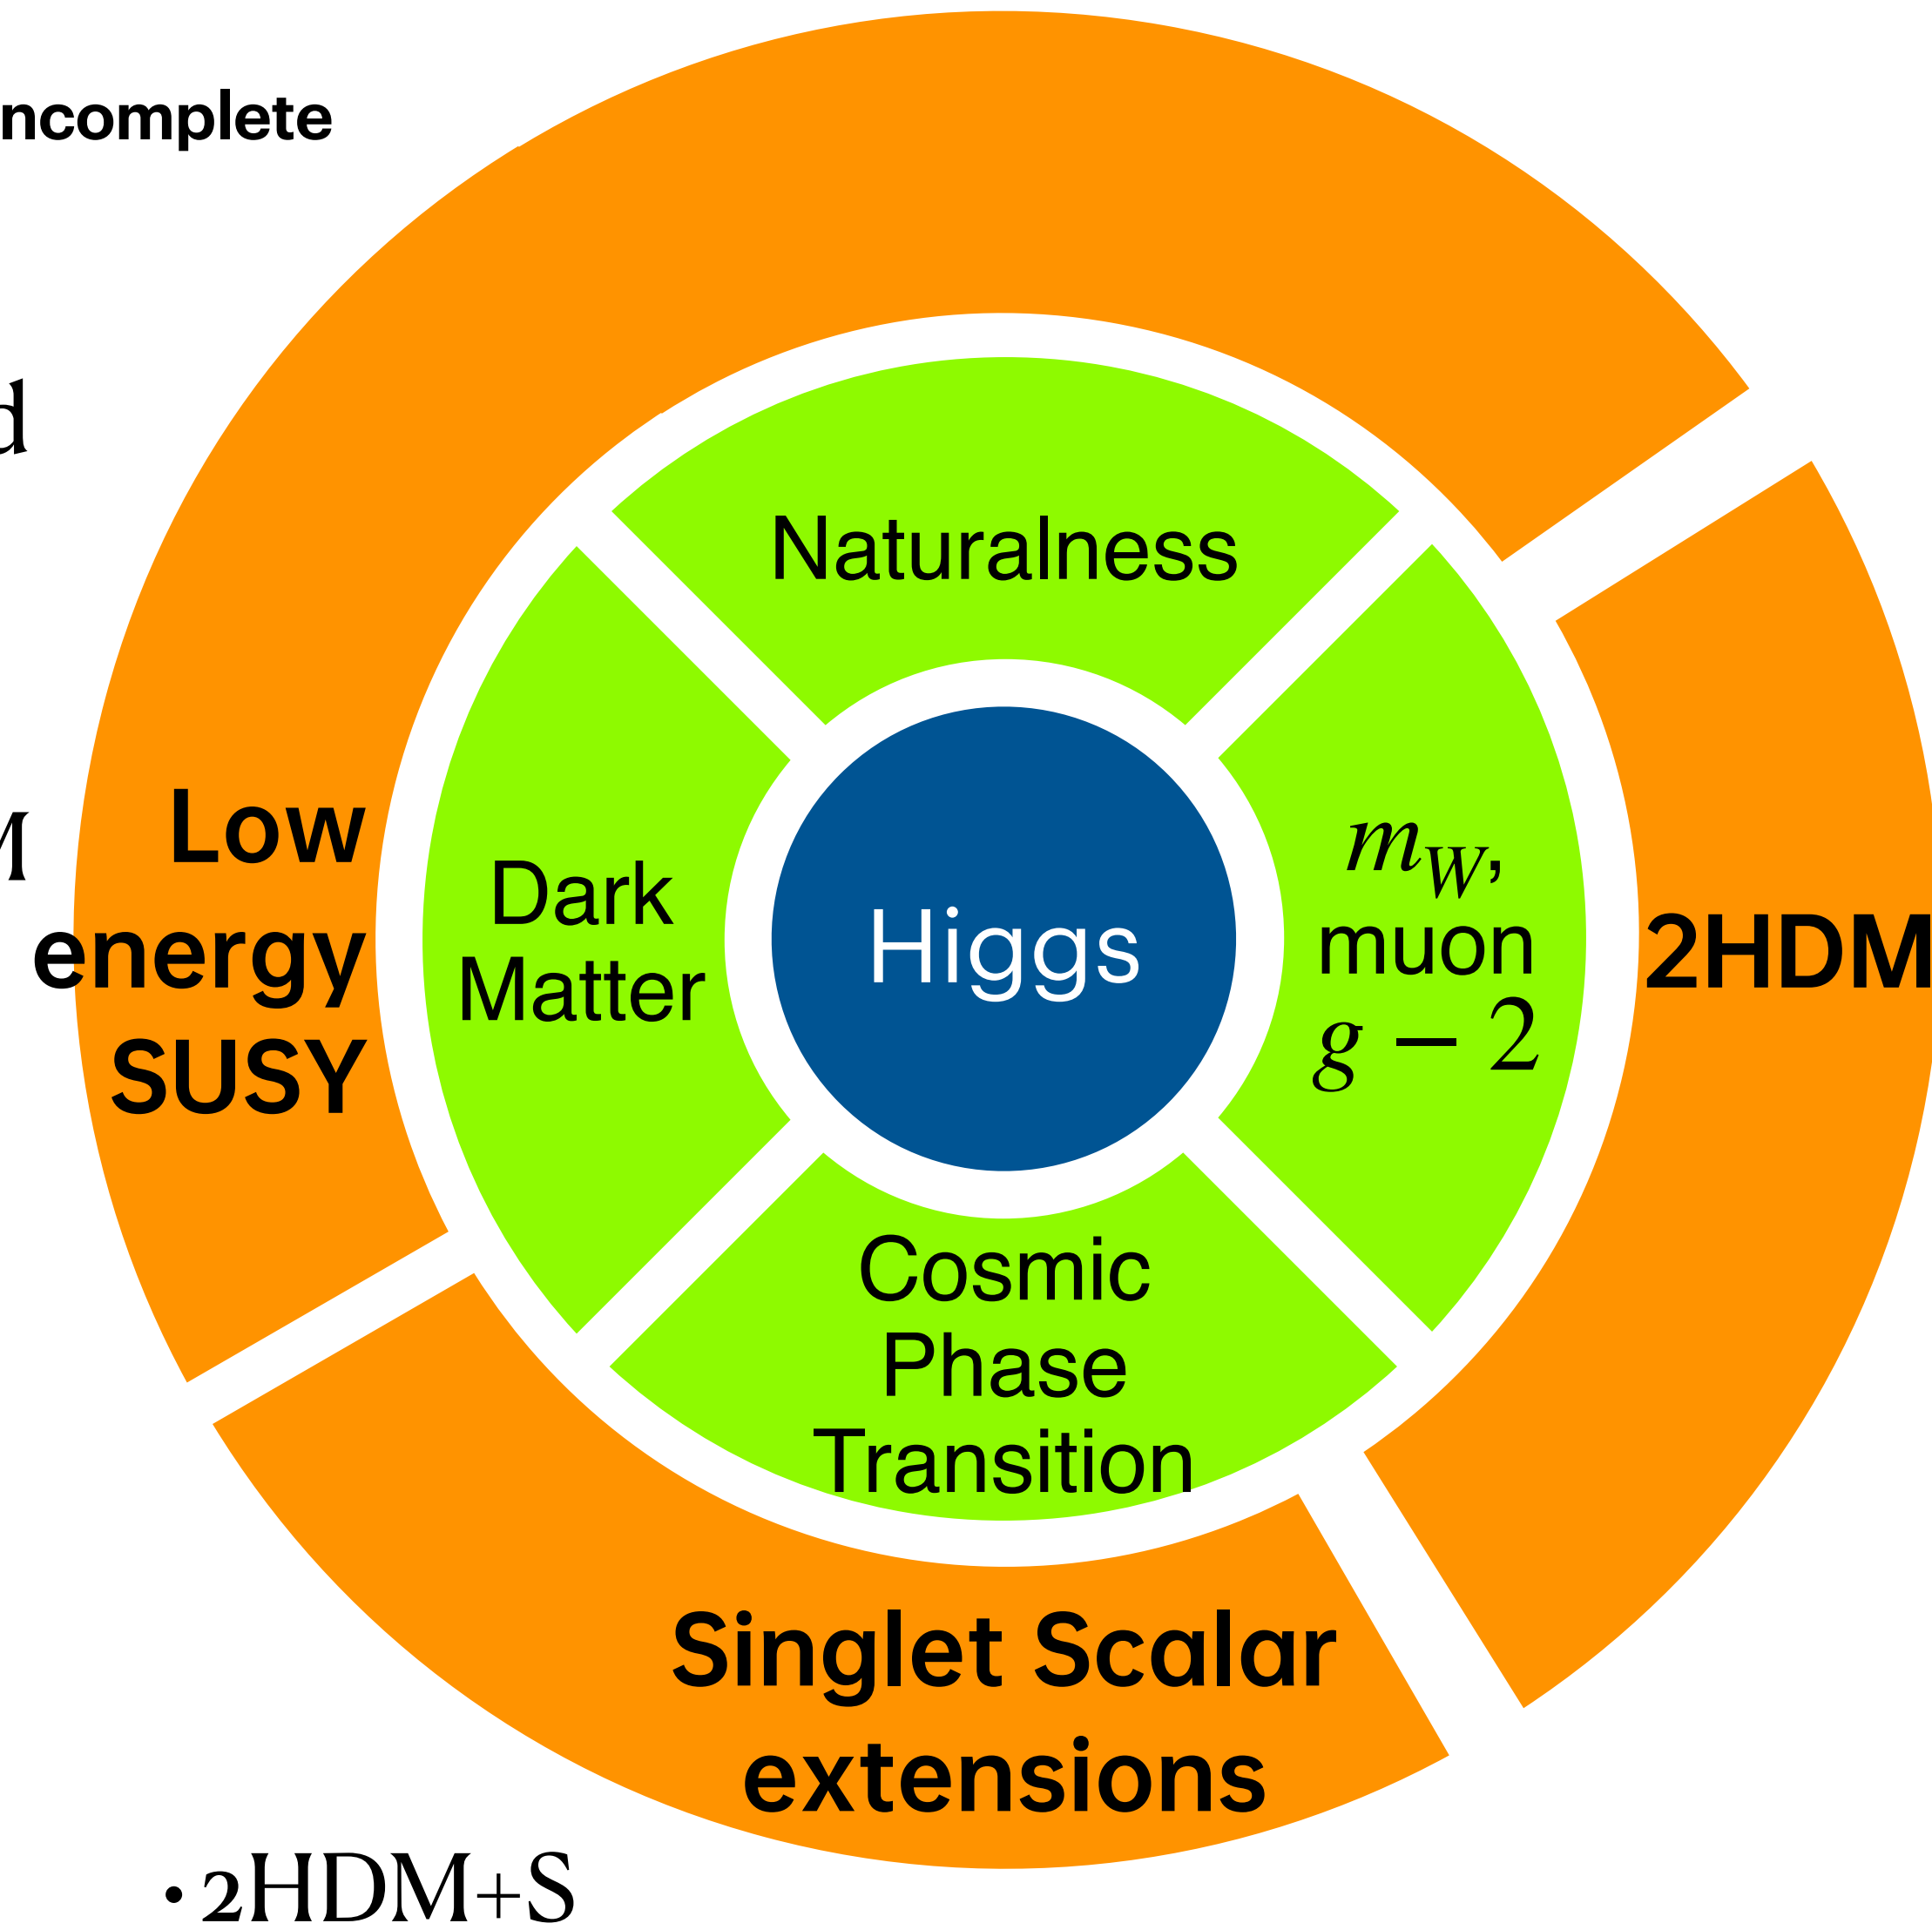 ncomplete
d
Naturalness
Low
energy
SUSY
Dark
Matter
Higgs
m_W,
muon
g − 2
2HDM
Cosmic
Phase
Transition
Singlet Scalar
extensions
• 2HDM+S